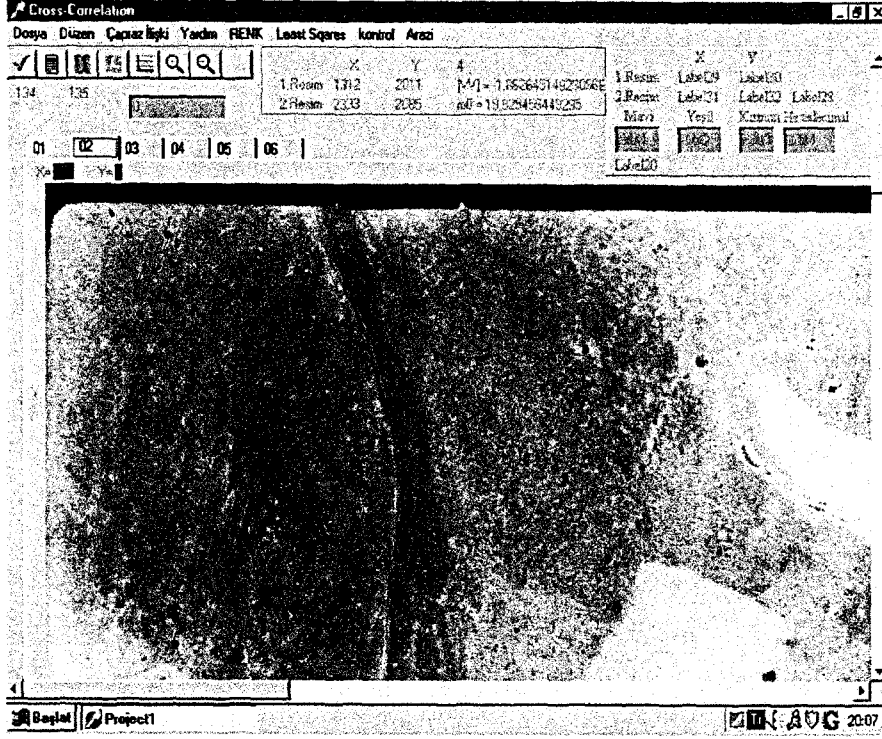 Cross-Correlation
Dosya Düzen Çapraz İlişki Yardım RENK Least Sqares kontrol Arazi
X Y 4
1.Resim 1312 2011
2.Resim 2333 2085
X Y
1.Resim Label29 Label30
2.Resim Label31 Label32
Mavi Yeşil
Label20
134 135
01 02 03 04 05 06
X= Y=
Başlat Project1 20:07